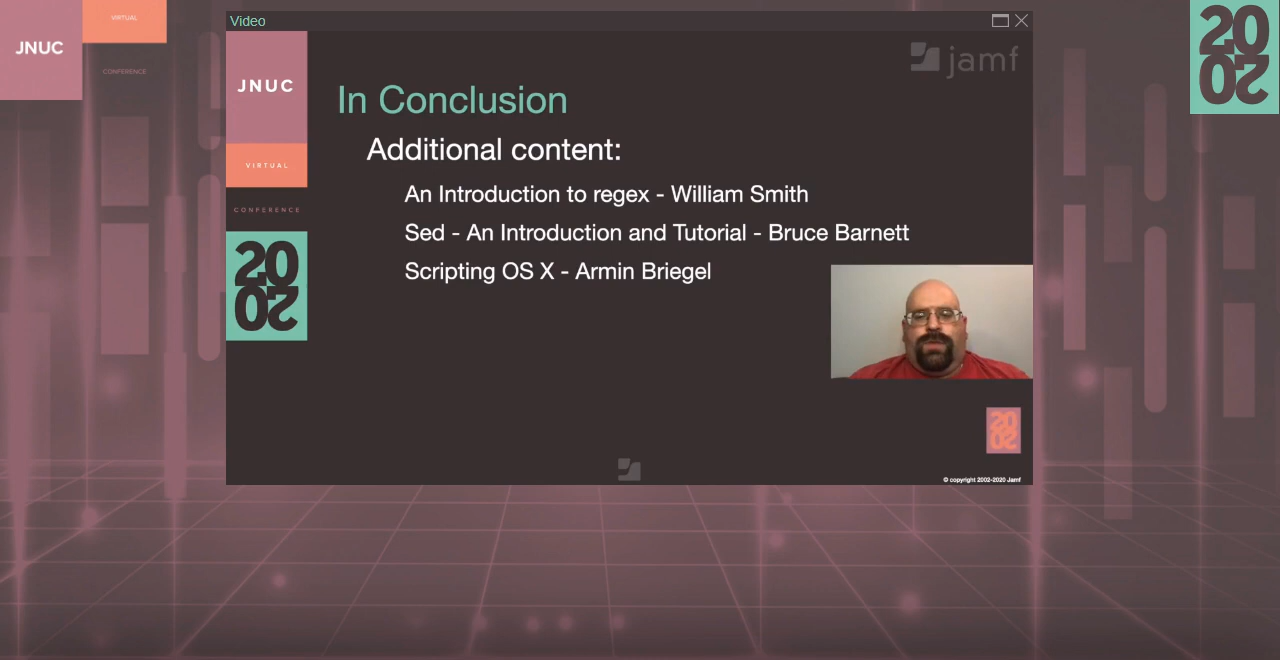 JNUC
VIRTUAL
CONFERENCE
2020
Video
JNUC
VIRTUAL
CONFERENCE
2020
jamf
In Conclusion
Additional content:
An Introduction to regex - William Smith
Sed - An Introduction and Tutorial - Bruce Barnett
Scripting OS X - Armin Briegel
2020
© copyright 2002-2020 Jamf